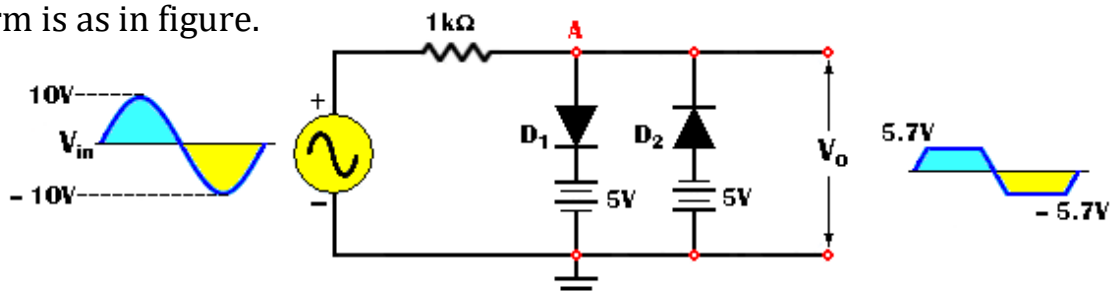 rm is as in figure.
1kΩ
A
10V
Vin
- 10V
+
-
D1
5V
D2
5V
Vo
5.7V
- 5.7V